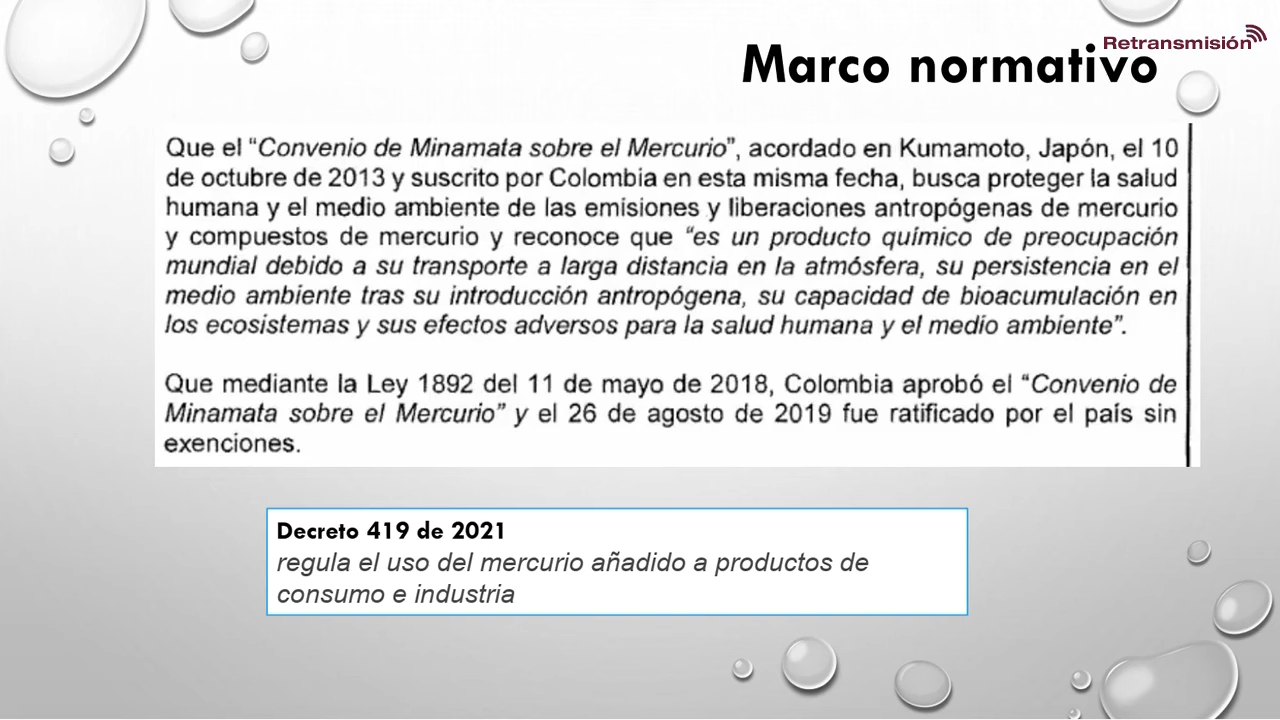 Retransmisión
Marco normativo
Que el “Convenio de Minamata sobre el Mercurio”, acordado en Kumamoto, Japón, el 10
de octubre de 2013 y suscrito por Colombia en esta misma fecha, busca proteger la salud
humana y el medio ambiente de las emisiones y liberaciones antropógenas de mercurio
y compuestos de mercurio y reconoce que “es un producto químico de preocupación
mundial debido a su transporte a larga distancia en la atmósfera, su persistencia en el
medio ambiente tras su introducción antropógena, su capacidad de bioacumulación en
los ecosistemas y sus efectos adversos para la salud humana y el medio ambiente”.
Que mediante la Ley 1892 del 11 de mayo de 2018, Colombia aprobó el “Convenio de
Minamata sobre el Mercurio” y el 26 de agosto de 2019 fue ratificado por el país sin
exenciones.
Decreto 419 de 2021
regula el uso del mercurio añadido a productos de
consumo e industria